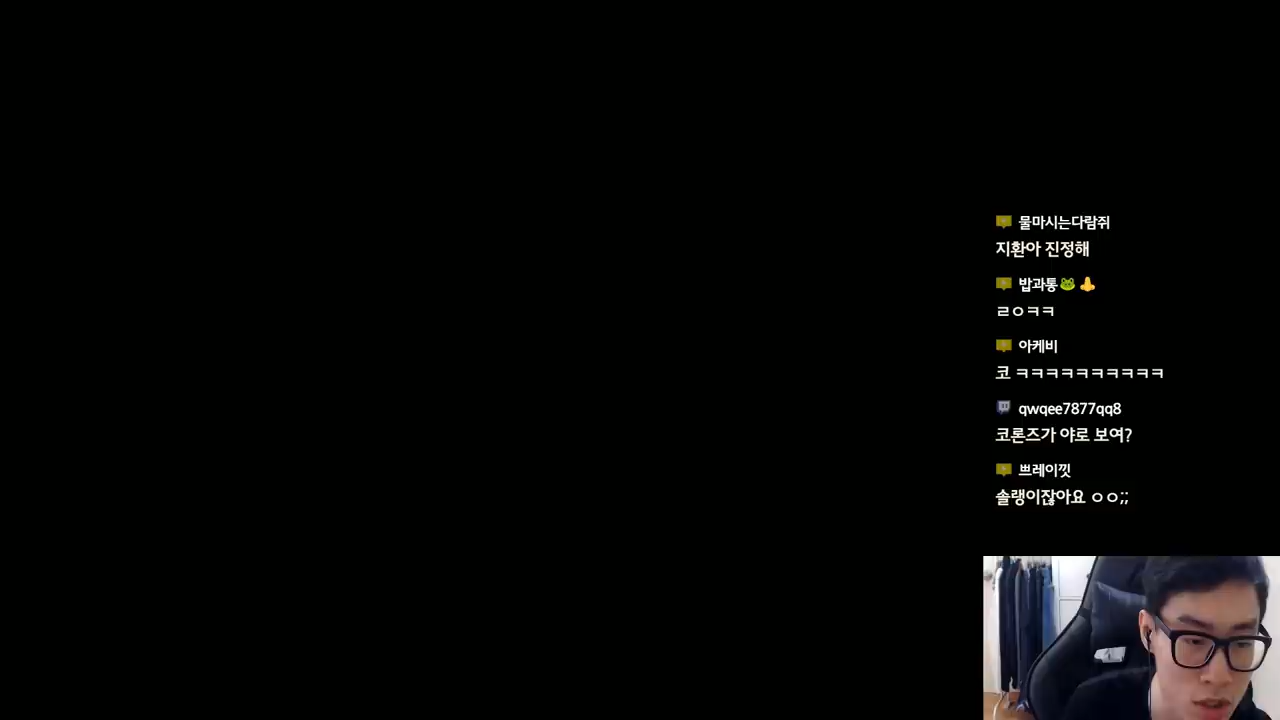 물마시는다람쥐
지환아 진정해
밥과통🐸👃
ㄹㅇㅋㅋ
아케비
코 ㅋㅋㅋㅋㅋㅋㅋㅋㅋㅋ
qwqee7877qq8
코론즈가 야로 보여?
쁘레이낏
솔랭이잖아요 ㅇㅇ;;